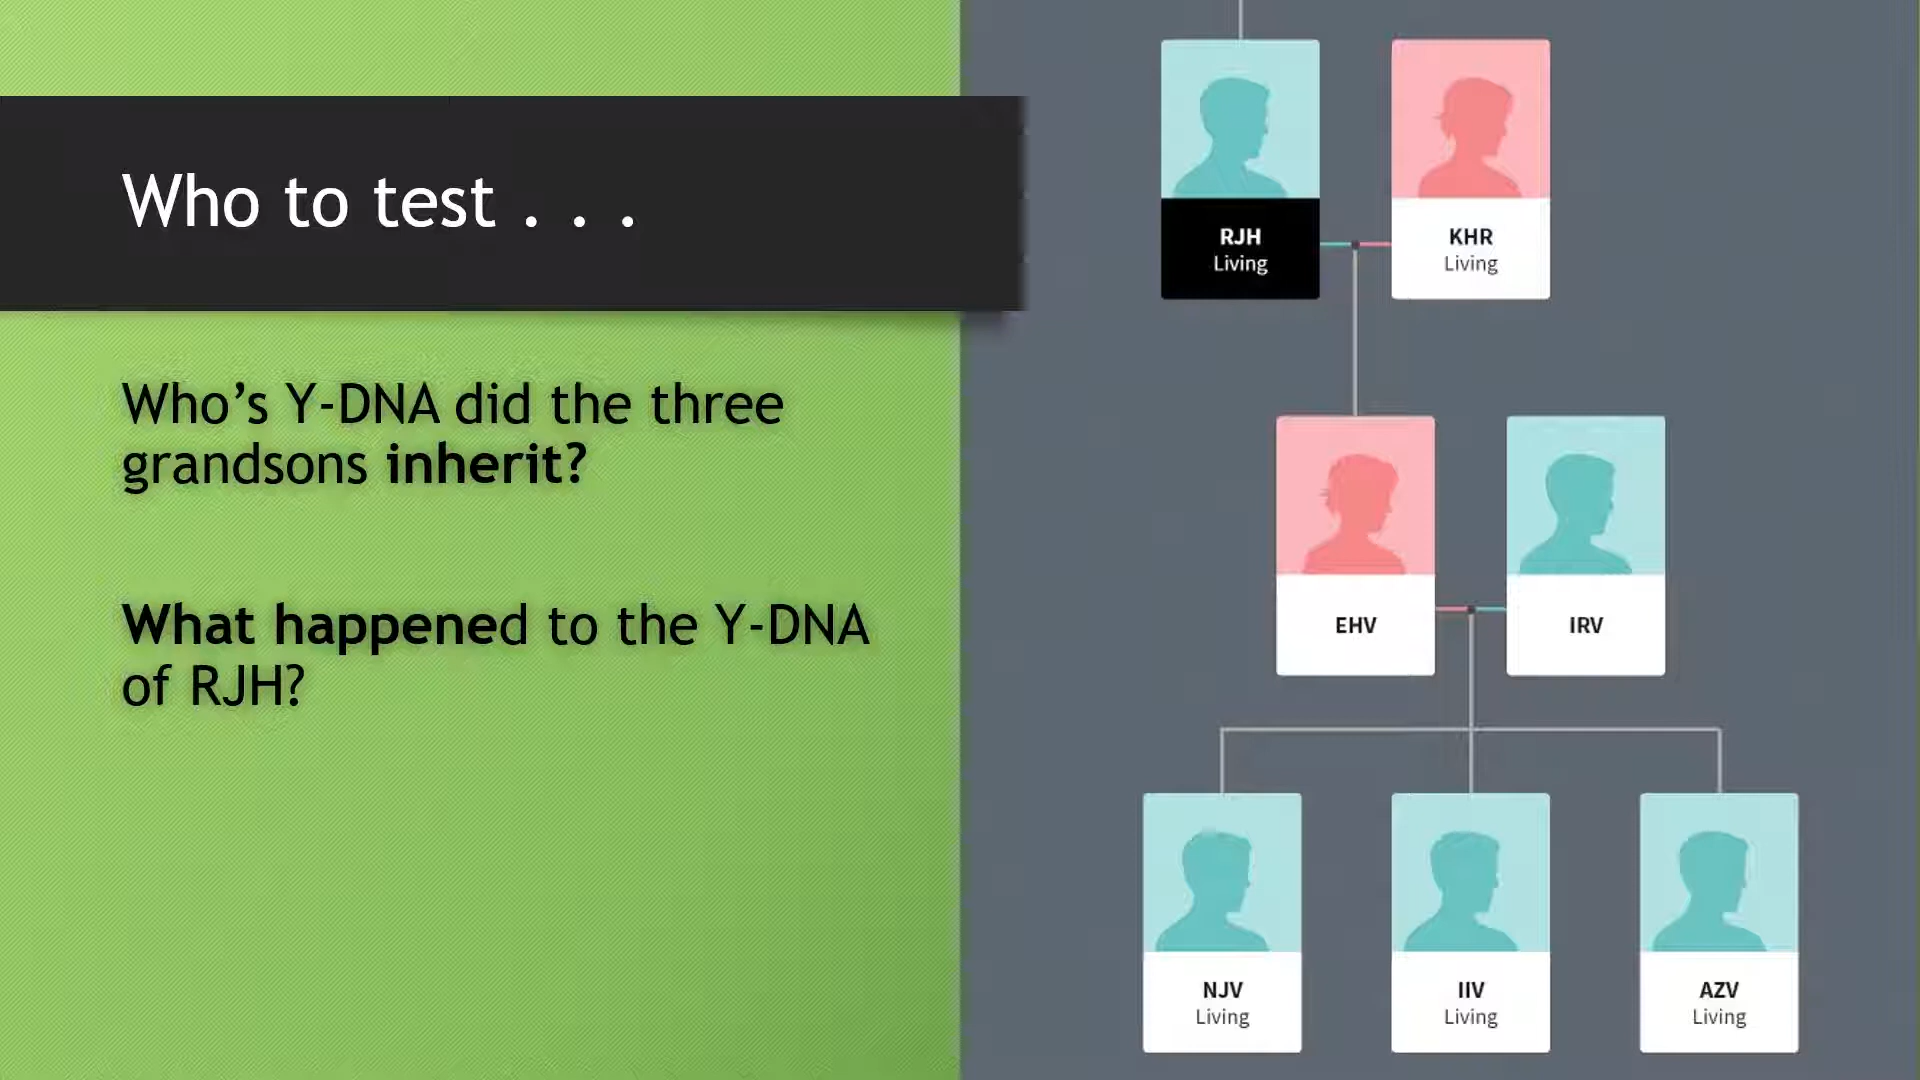 Who to test . . .
Who’s Y-DNA did the three
grandsons inherit?
What happened to the Y-DNA
of RJH?
RJH
Living
KHR
Living
EHV
IRV
NJV
Living
IIV
Living
AZV
Living